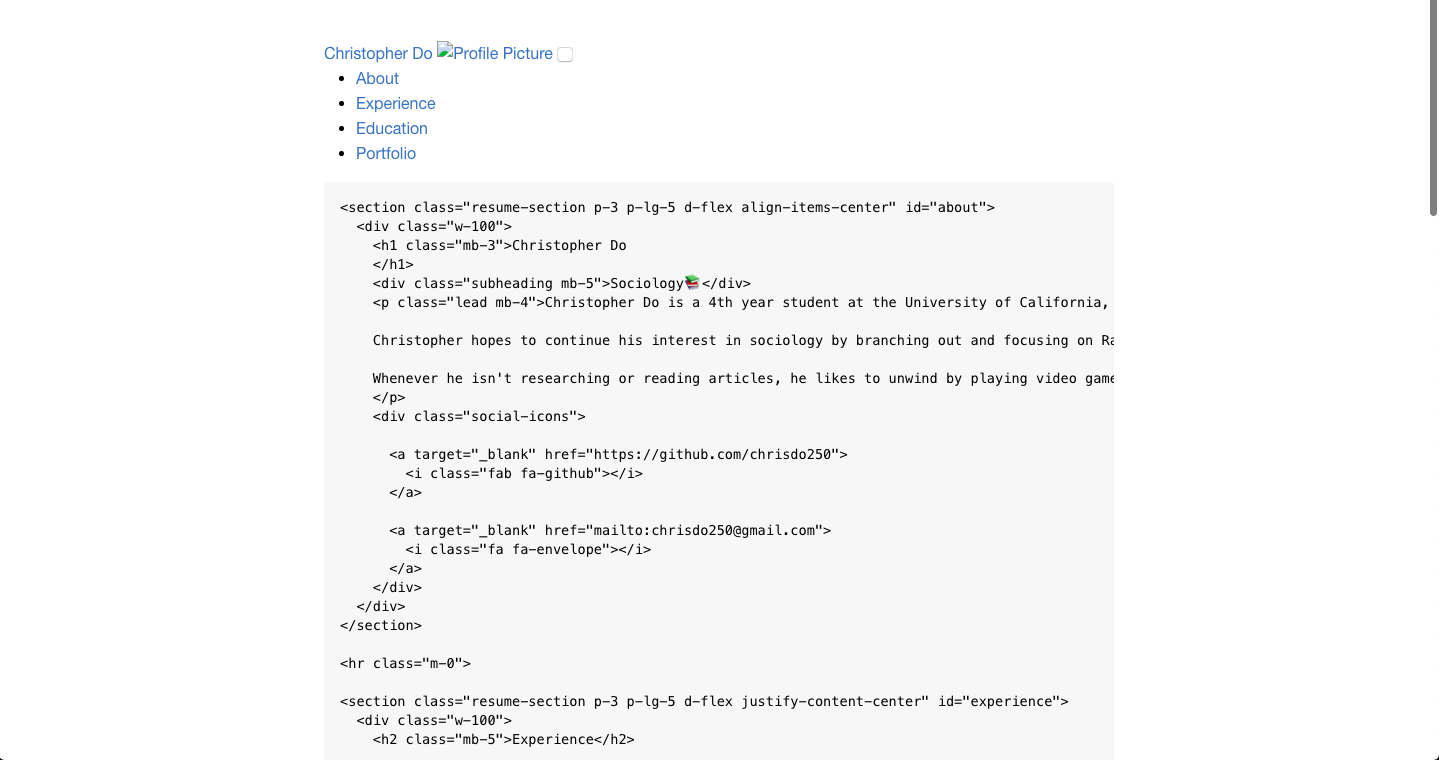 Christopher Do Profile Picture
About
Experience
Education
Portfolio
<section class="resume-section p-3 p-lg-5 d-flex align-items-center" id="about">
<div class="w-100">
<h1 class="mb-3">Christopher Do
</h1>
<div class="subheading mb-5">Sociology📚</div>
<p class="lead mb-4">Christopher Do is a 4th year student at the University of California,
Christopher hopes to continue his interest in sociology by branching out and focusing on Ra
Whenever he isn't researching or reading articles, he likes to unwind by playing video game
</p>
<div class="social-icons">
<a target="_blank" href="https://github.com/chrisdo250">
<i class="fab fa-github"></i>
</a>
<a target="_blank" href="mailto:chrisdo250@gmail.com">
<i class="fa fa-envelope"></i>
</a>
</div>
</div>
</section>
<hr class="m-0">
<section class="resume-section p-3 p-lg-5 d-flex justify-content-center" id="experience">
<div class="w-100">
<h2 class="mb-5">Experience</h2>